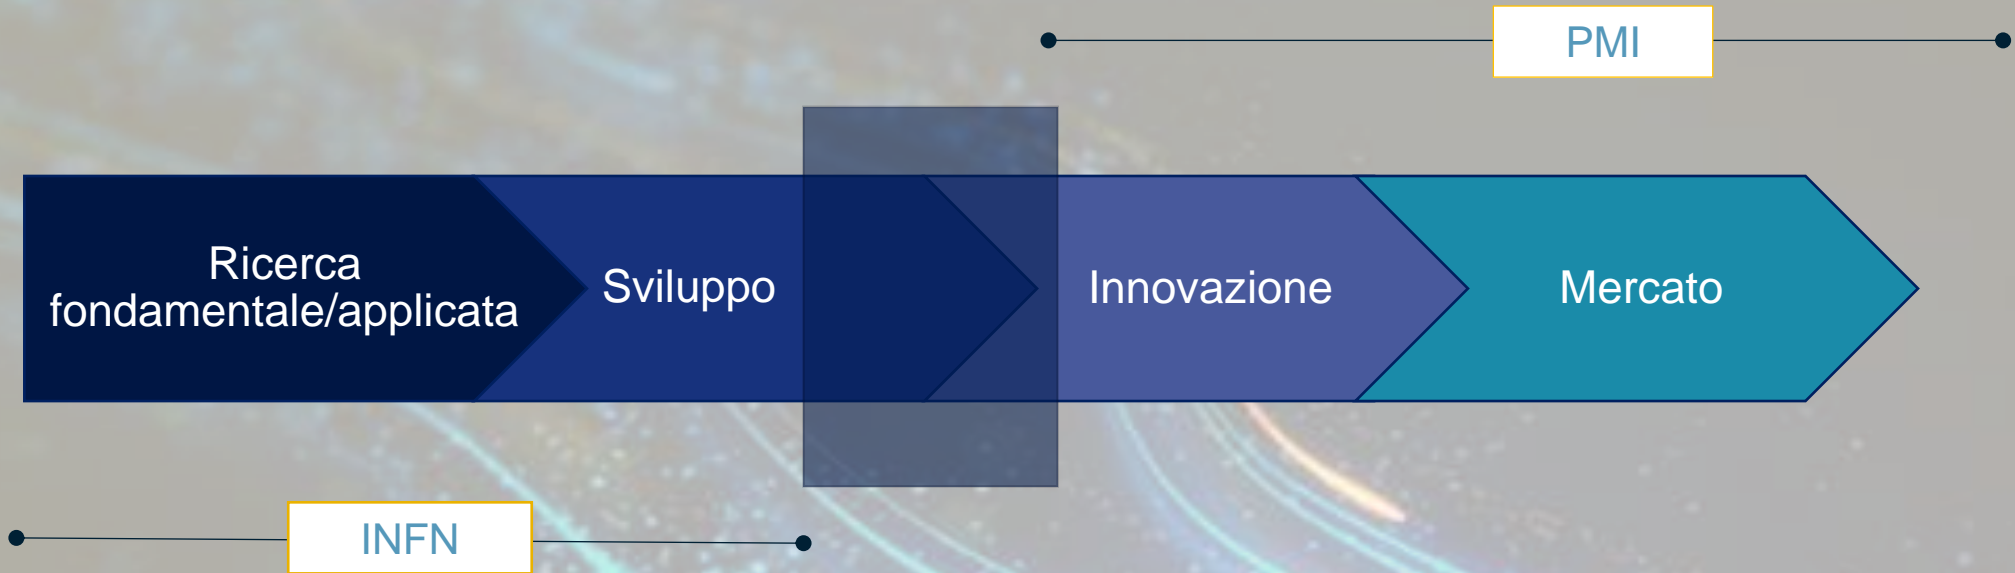 PMI
Ricerca
fondamentale/applicata
Sviluppo
Innovazione
Mercato
INFN